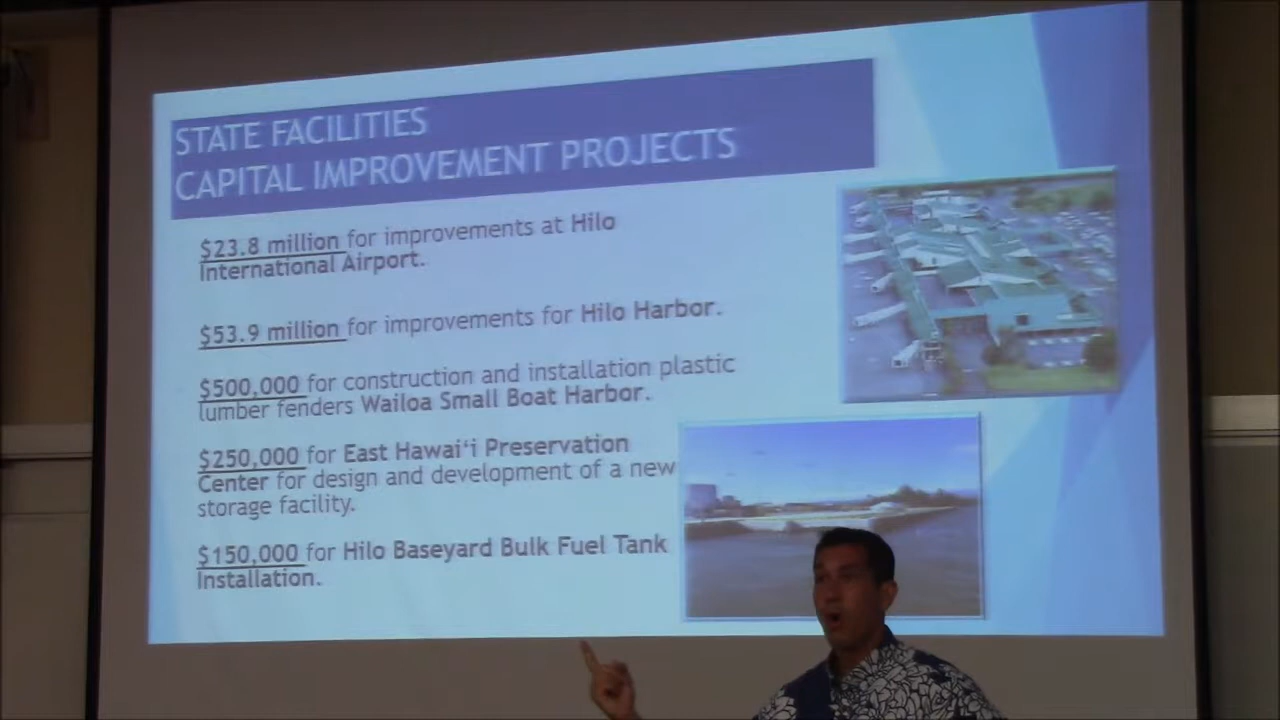 STATE FACILITIES
CAPITAL IMPROVEMENT PROJECTS
$23.8 million for improvements at Hilo
International Airport.
$53.9 million for improvements for Hilo Harbor.
$500,000 for construction and installation plastic
lumber fenders Wailoa Small Boat Harbor.
$250,000 for East Hawaiʻi Preservation
Center for design and development of a new
storage facility.
$150,000 for Hilo Baseyard Bulk Fuel Tank
Installation.